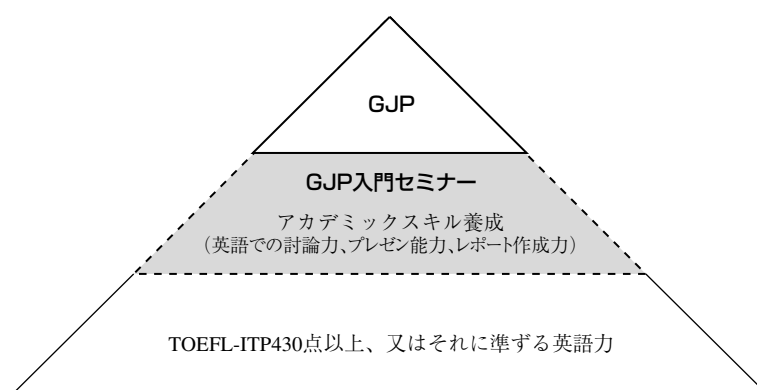 GJP
GJP入門セミナー
アカデミックスキル養成
（英語での討論力、プレゼン能力、レポート作成力）
TOEFL-ITP430点以上、又はそれに準ずる英語力